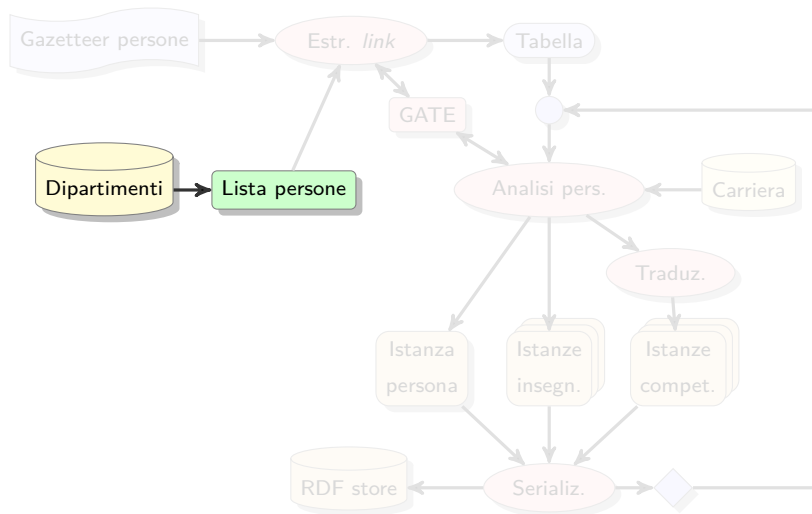 Gazetteer persone
Estr. link
Tabella
GATE
Dipartimenti
Lista persone
Analisi pers.
Carriera
Traduz.
Istanza
persona
Istanze
insegn.
Istanze
compet.
RDF store
Serializ.